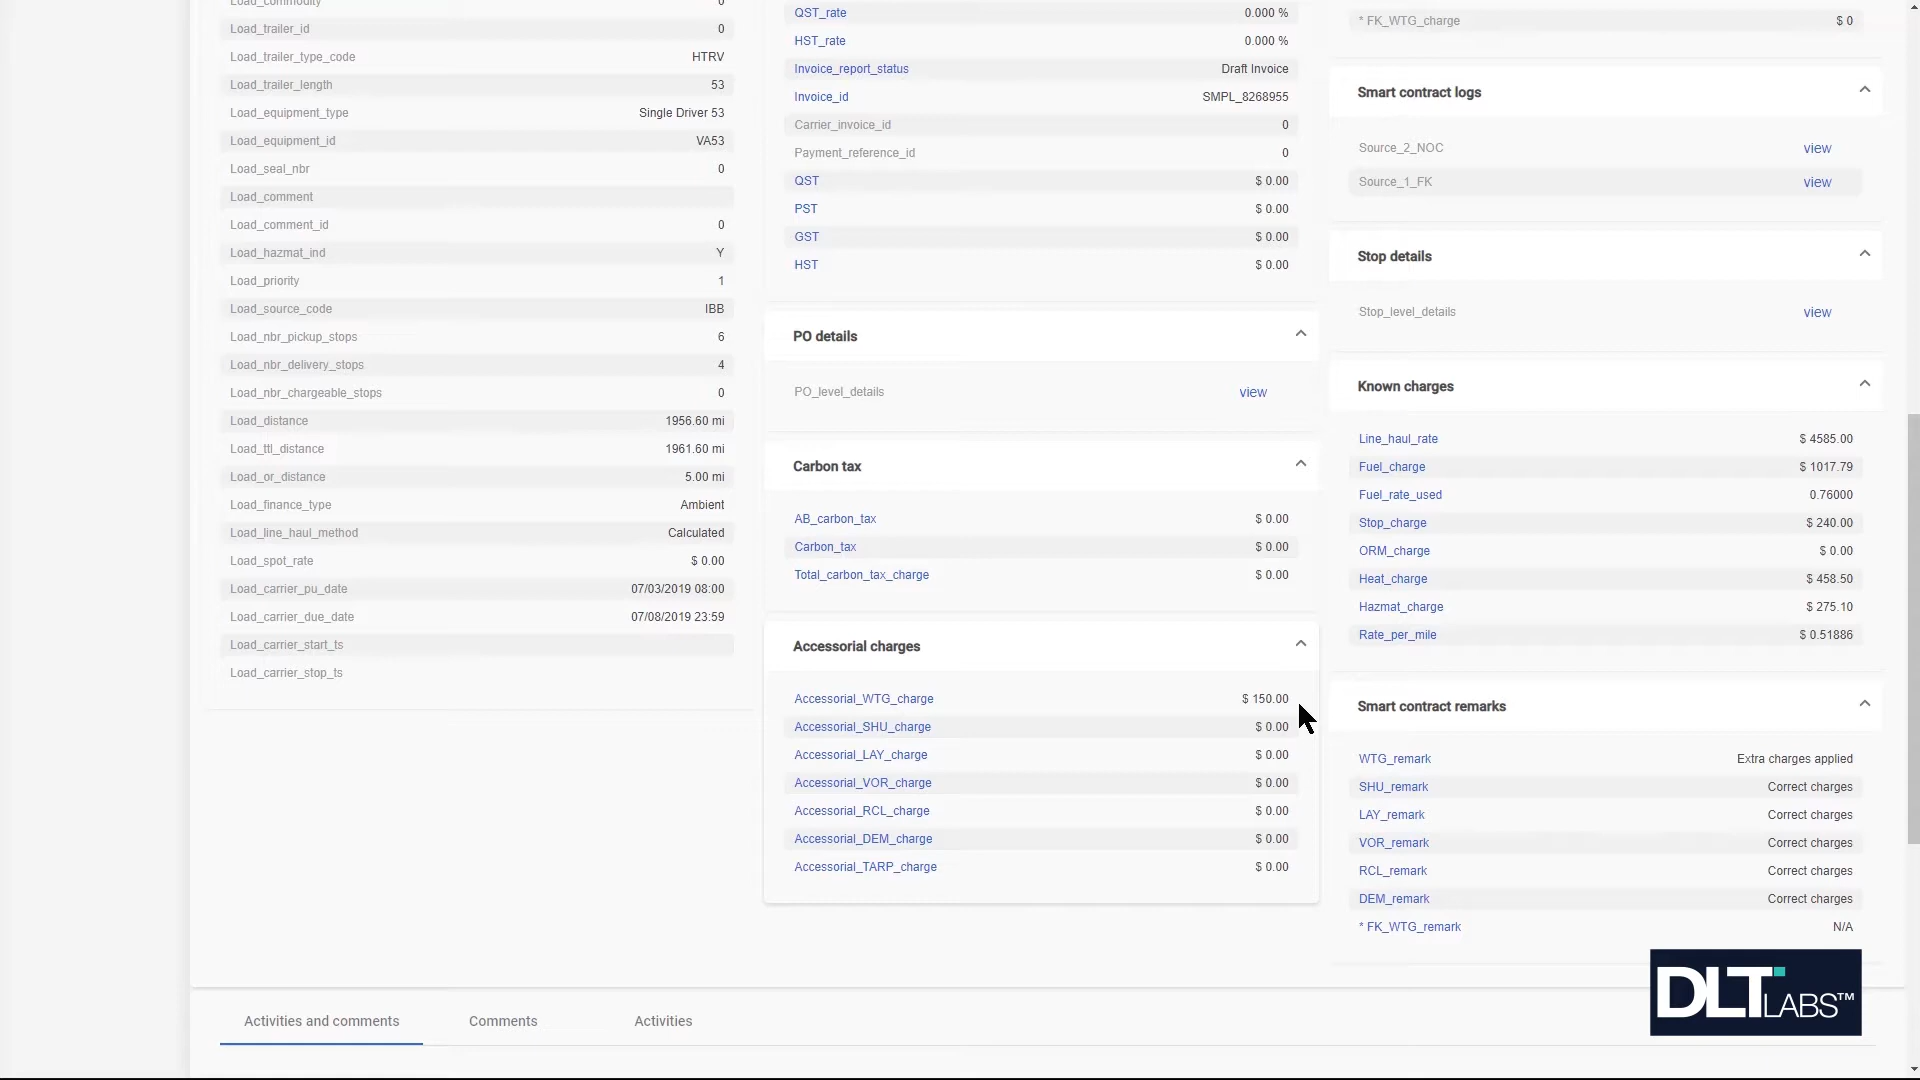 Load_commodity 0
Load_trailer_id 0
Load_trailer_type_code HTRV
Load_trailer_length 53
Load_equipment_type Single Driver 53
Load_equipment_id VA53
Load_seal_nbr 0
Load_comment
Load_comment_id 0
Load_hazmat_ind Y
Load_priority 1
Load_source_code IBB
Load_nbr_pickup_stops 6
Load_nbr_delivery_stops 4
Load_nbr_chargeable_stops 0
Load_distance 1956.60 mi
Load_ttl_distance 1961.60 mi
Load_or_distance 5.00 mi
Load_finance_type Ambient
Load_line_haul_method Calculated
Load_spot_rate $ 0.00
Load_carrier_pu_date 07/03/2019 08:00
Load_carrier_due_date 07/08/2019 23:59
Load_carrier_start_ts
Load_carrier_stop_ts
QST_rate 0.000 %
HST_rate 0.000 %
Invoice_report_status Draft Invoice
Invoice_id SMPL_8268955
Carrier_invoice_id 0
Payment_reference_id 0
QST $ 0.00
PST $ 0.00
GST $ 0.00
HST $ 0.00
PO details
PO_level_details view
Carbon tax
AB_carbon_tax $ 0.00
Carbon_tax $ 0.00
Total_carbon_tax_charge $ 0.00
Accessorial charges
Accessorial_WTG_charge $ 150.00
Accessorial_SHU_charge $ 0.00
Accessorial_LAY_charge $ 0.00
Accessorial_VOR_charge $ 0.00
Accessorial_RCL_charge $ 0.00
Accessorial_DEM_charge $ 0.00
Accessorial_TARP_charge $ 0.00
* FK_WTG_charge $ 0
Smart contract logs
Source_2_NOC view
Source_1_FK view
Stop details
Stop_level_details view
Known charges
Line_haul_rate $ 4585.00
Fuel_charge $ 1017.79
Fuel_rate_used 0.76000
Stop_charge $ 240.00
ORM_charge $ 0.00
Heat_charge $ 458.50
Hazmat_charge $ 275.10
Rate_per_mile $ 0.51886
Smart contract remarks
WTG_remark Extra charges applied
SHU_remark Correct charges
LAY_remark Correct charges
VOR_remark Correct charges
RCL_remark Correct charges
DEM_remark Correct charges
* FK_WTG_remark N/A
DLT LABS™
Activities and comments Comments Activities